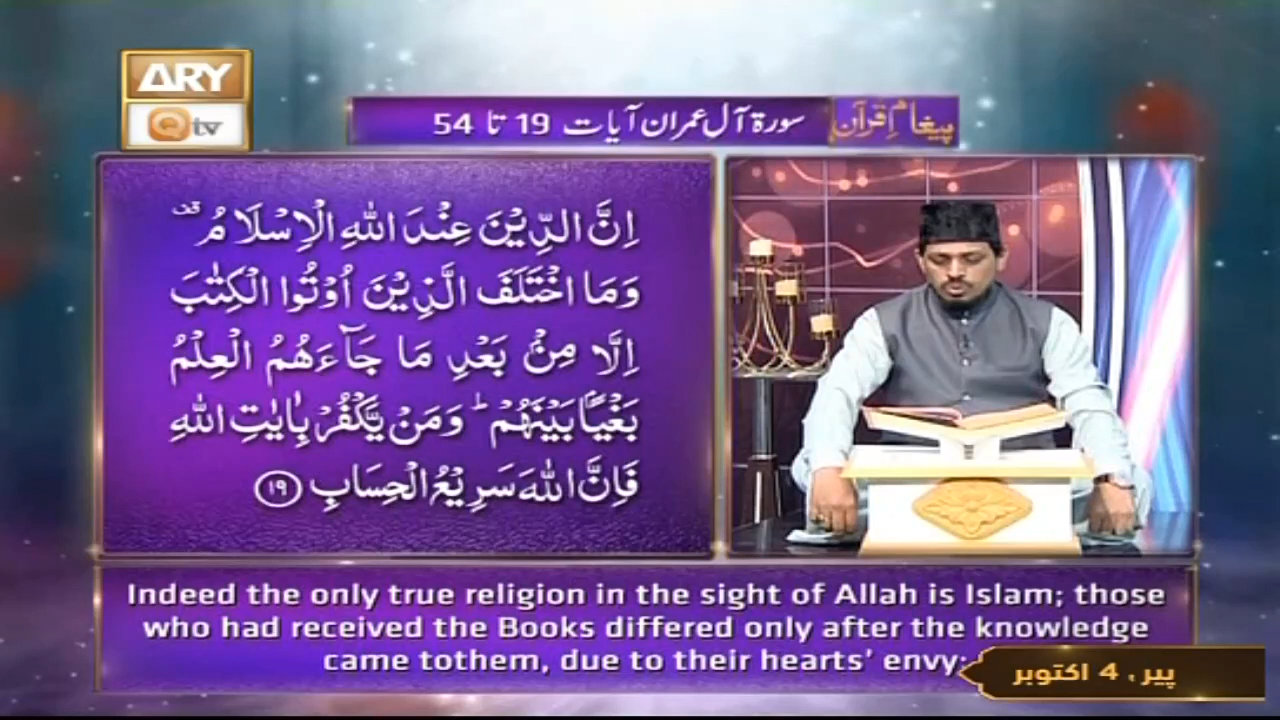 ARY
Qtv
پیغامِ قرآن
سورۃ آل عمران آیات 19 تا 54
اِنَّ الدِّيْنَ عِنْدَ اللّٰهِ الْاِسْلَامُ ۫
وَمَا اخْتَلَفَ الَّذِيْنَ اُوْتُوا الْكِتٰبَ
اِلَّا مِنْۢ بَعْدِ مَا جَآءَهُمُ الْعِلْمُ
بَغْيًۢا بَيْنَهُمْ ؕ وَمَنْ يَّكْفُرْ بِاٰيٰتِ اللّٰهِ
فَاِنَّ اللّٰهَ سَرِيْعُ الْحِسَابِ ﴿۱۹﴾
Indeed the only true religion in the sight of Allah is Islam; those
who had received the Books differed only after the knowledge
came tothem, due to their hearts’ envy;
پیر ، 4 اکتوبر